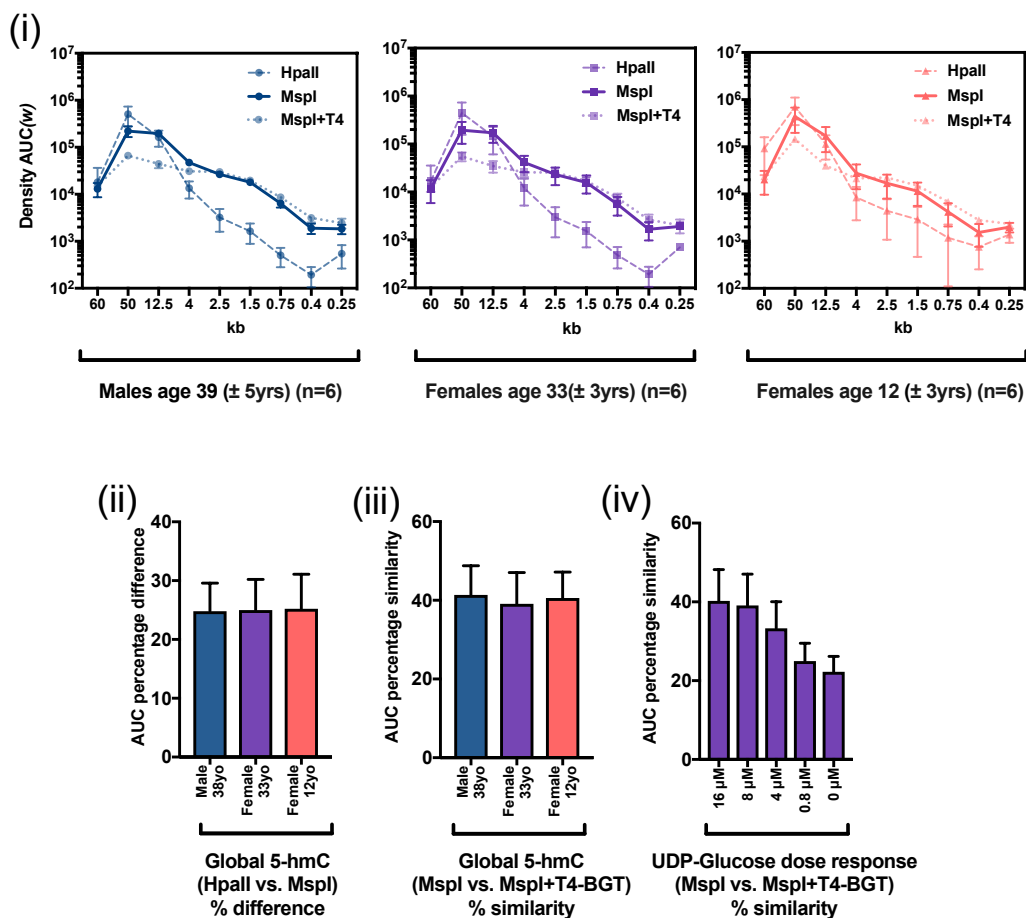 (i)
Density AUC(w)
10⁷
10⁶
10⁵
10⁴
10³
10²
HpaII
MspI
MspI+T4
60 50 12.5 4 2.5 1.5 0.75 0.4 0.25
kb
Males age 39 (± 5yrs) (n=6)
10⁷
10⁶
10⁵
10⁴
10³
10²
HpaII
MspI
MspI+T4
60 50 12.5 4 2.5 1.5 0.75 0.4 0.25
kb
Females age 33(± 3yrs) (n=6)
10⁷
10⁶
10⁵
10⁴
10³
10²
HpaII
MspI
MspI+T4
60 50 12.5 4 2.5 1.5 0.75 0.4 0.25
kb
Females age 12 (± 3yrs) (n=6)
(ii)
AUC percentage difference
40
30
20
10
0
Male 38yo
Female 33yo
Female 12yo
Global 5-hmC
(HpaII vs. MspI)
% difference
(iii)
AUC percentage similarity
60
40
20
0
Male 38yo
Female 33yo
Female 12yo
Global 5-hmC
(MspI vs. MspI+T4-BGT)
% similarity
(iv)
AUC percentage similarity
60
40
20
0
16 µM
8 µM
4 µM
0.8 µM
0 µM
UDP-Glucose dose response
(MspI vs. MspI+T4-BGT)
% similarity